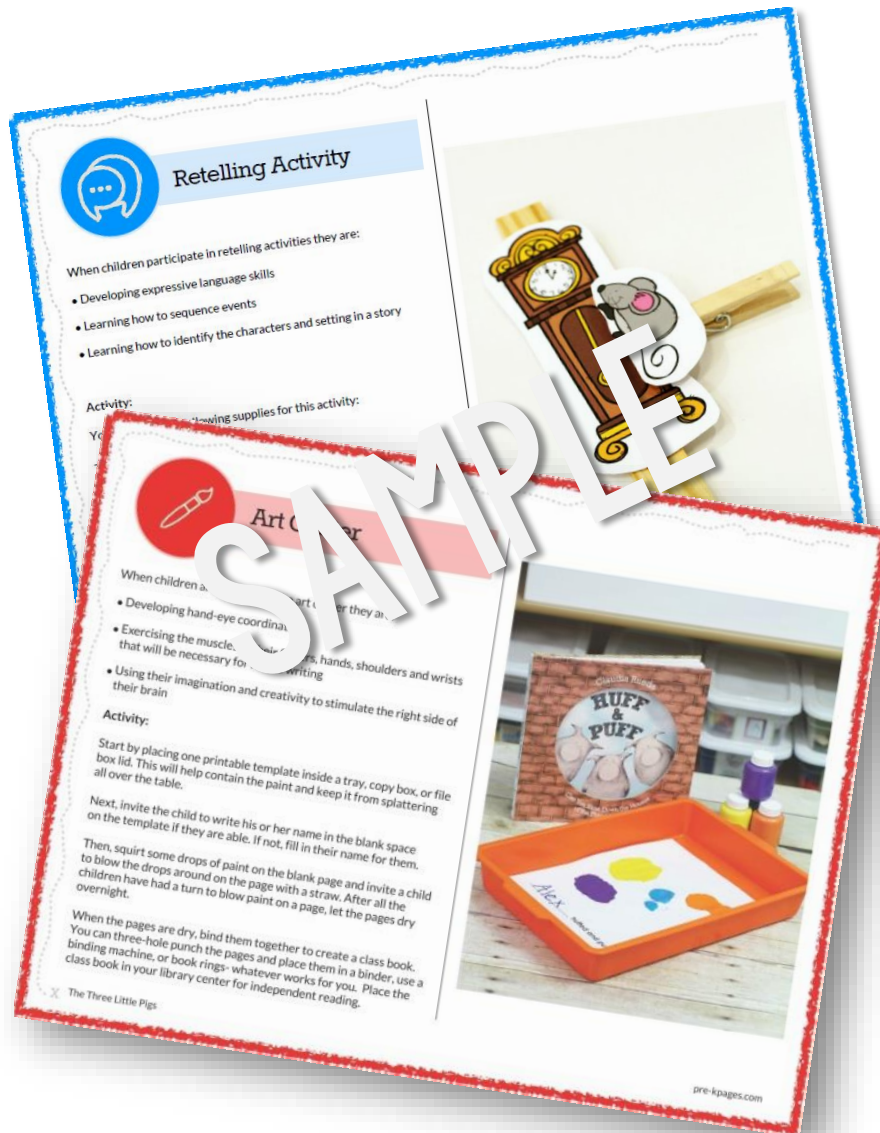 Retelling Activity
When children participate in retelling activities they are:
• Developing expressive language skills
• Learning how to sequence events
• Learning how to identify the characters and setting in a story
Activity:
supplies for this activity:
SAMPLE
Art
When children
they
• Developing hand-eye
• Exercising the muscles hands, shoulders and wrists
that will be necessary for
• Using their imagination and creativity to stimulate the right side of
their brain
Activity:
Start by placing one printable template inside a tray, copy box, or file
box lid. This will help contain the paint and keep it from splattering
all over the table.
Next, invite the child to write his or her name in the blank space
on the template if they are able. If not, fill in their name for them.
Then, squirt some drops of paint on the blank page and invite a child
to blow the drops around on the page with a straw. After all the
children have had a turn to blow paint on a page, let the pages dry
overnight.
When the pages are dry, bind them together to create a class book.
You can three-hole punch the pages and place them in a binder, use a
binding machine, or book rings- whatever works for you. Place the
class book in your library center for independent reading.
The Three Little Pigs
HUFF
&
PUFF
Alex
pre-kpages.com